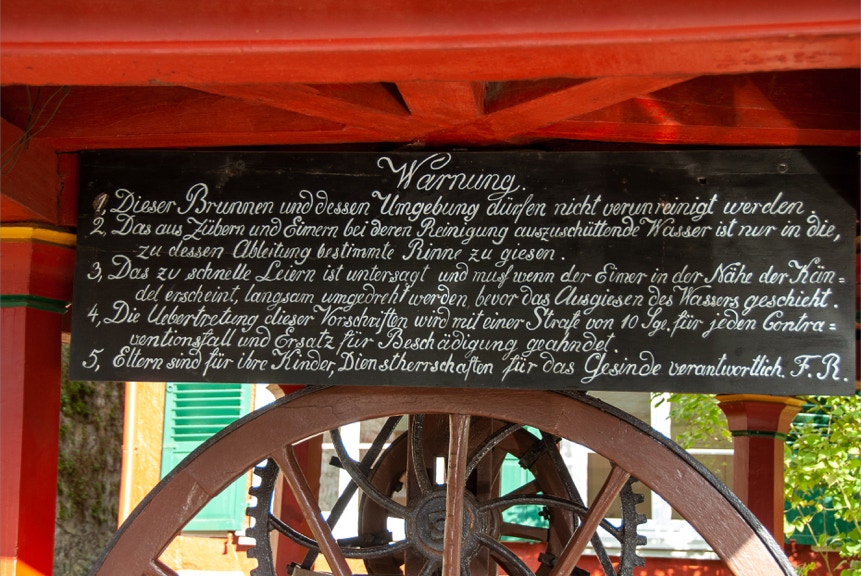 Warnung.
1, Dieser Brunnen und dessen Umgebung dürfen nicht verunreinigt werden.
2, Das aus Zübern und Eimern bei deren Reinigung auszuschüttende Wasser ist nur in die,
zu dessen Ableitung bestimmte Rinne zu giesen.
3, Das zu schnelle Leiern ist untersagt und muß wenn der Eimer in der Nähe der Kän=
del erscheint, langsam umgedreht werden, bevor das Ausgiesen des Wassers geschieht.
4, Die Uebertretung dieser Vorschriften wird mit einer Strafe von 10 Sgr. für jeden Contra=
ventionsfall und Ersatz für Beschädigung geahndet.
5, Eltern sind für ihre Kinder, Dienstherrschaften für das Gesinde verantwortlich. F. R.